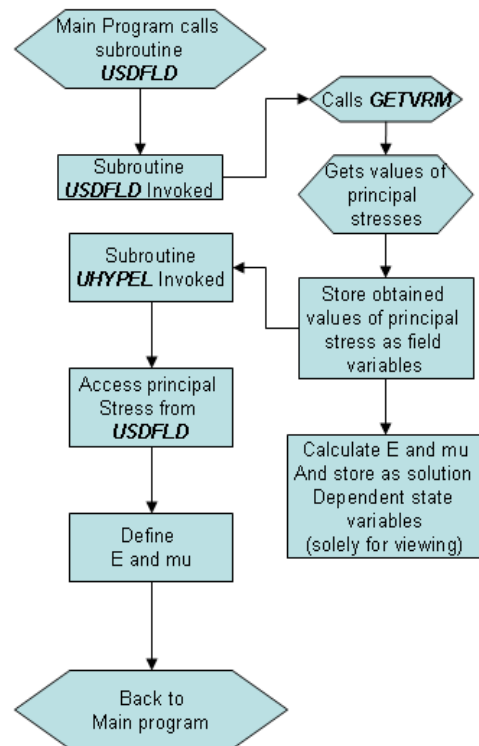 Main Program calls
subroutine
USDFLD
Subroutine
USDFLD Invoked
Calls GETVRM
Gets values of
principal
stresses
Store obtained
values of principal
stress as field
variables
Calculate E and mu
And store as solution
Dependent state
variables
(solely for viewing)
Subroutine
UHYPEL Invoked
Access principal
Stress from
USDFLD
Define
E and mu
Back to
Main program